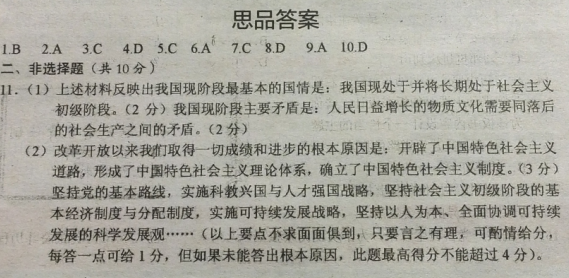 思品答案
1.B 2.A 3.C 4.D 5.C 6.A 7.C 8.D 9.A 10.D
二、非选择题（共 10 分）
11.（1）上述材料反映出我国现阶段最基本的国情是：我国现处于并将长期处于社会主义
初级阶段。（2 分）我国现阶段主要矛盾是：人民日益增长的物质文化需要同落后
的社会生产之间的矛盾。（2 分）
（2）改革开放以来我们取得一切成绩和进步的根本原因是：开辟了中国特色社会主义
道路，形成了中国特色社会主义理论体系，确立了中国特色社会主义制度。（3 分）
坚持党的基本路线，实施科教兴国与人才强国战略，坚持社会主义初级阶段的基
本经济制度与分配制度，实施可持续发展战略，坚持以人为本、全面协调可持续
发展的科学发展观……（以上要点不求面面俱到，只要言之有理，可酌情给分，
每答一点可给 1 分，但如果未能答出根本原因，此题最高得分不能超过 4 分）。